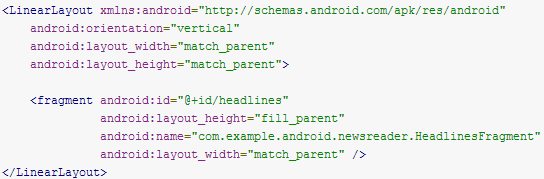 <LinearLayout xmlns:android="http://schemas.android.com/apk/res/android"
    android:orientation="vertical"
    android:layout_width="match_parent"
    android:layout_height="match_parent">

    <fragment android:id="@+id/headlines"
              android:layout_height="fill_parent"
              android:name="com.example.android.newsreader.HeadlinesFragment"
              android:layout_width="match_parent" />
</LinearLayout>